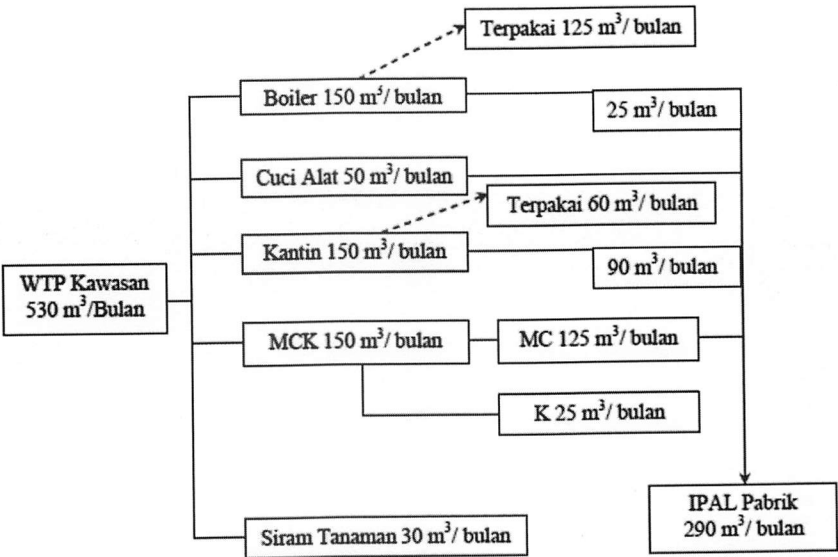 Terpakai 125 m³/ bulan
Boiler 150 m⁵/ bulan
25 m³/ bulan
Cuci Alat 50 m³/ bulan
Terpakai 60 m³/ bulan
Kantin 150 m³/ bulan
90 m³/ bulan
WTP Kawasan
530 m³/Bulan
MCK 150 m³/ bulan
MC 125 m³/ bulan
K 25 m³/ bulan
IPAL Pabrik
290 m³/ bulan
Siram Tanaman 30 m³/ bulan